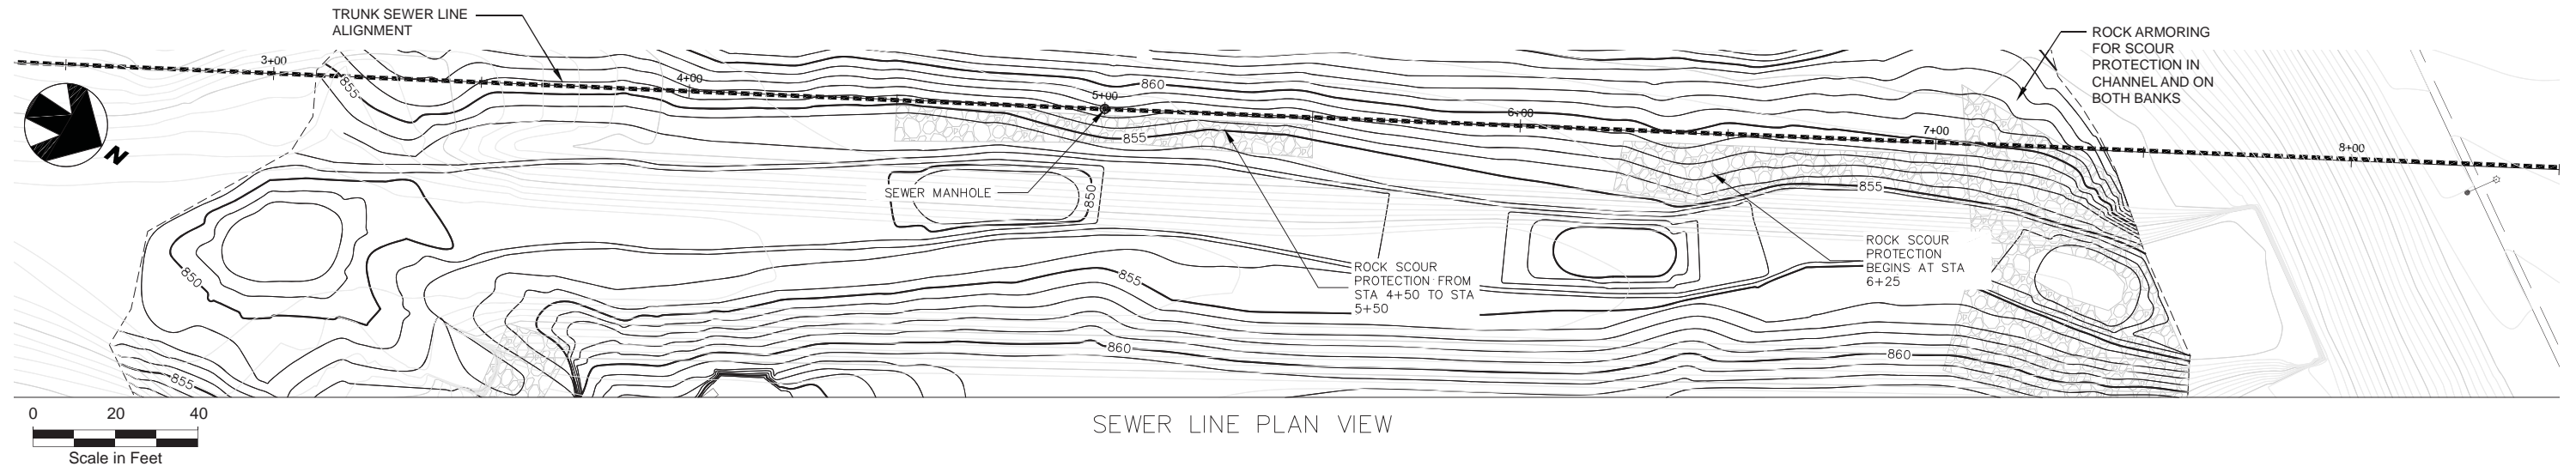 TRUNK SEWER LINE
ALIGNMENT
ROCK ARMORING
FOR SCOUR
PROTECTION IN
CHANNEL AND ON
BOTH BANKS
3+00
4+00
5+00
6+00
7+00
8+00
855
860
855
850
855
N
SEWER MANHOLE
850
855
860
855
860
ROCK SCOUR
PROTECTION FROM
STA 4+50 TO STA
5+50
ROCK SCOUR
PROTECTION
BEGINS AT STA
6+25
0 20 40
Scale in Feet
SEWER LINE PLAN VIEW